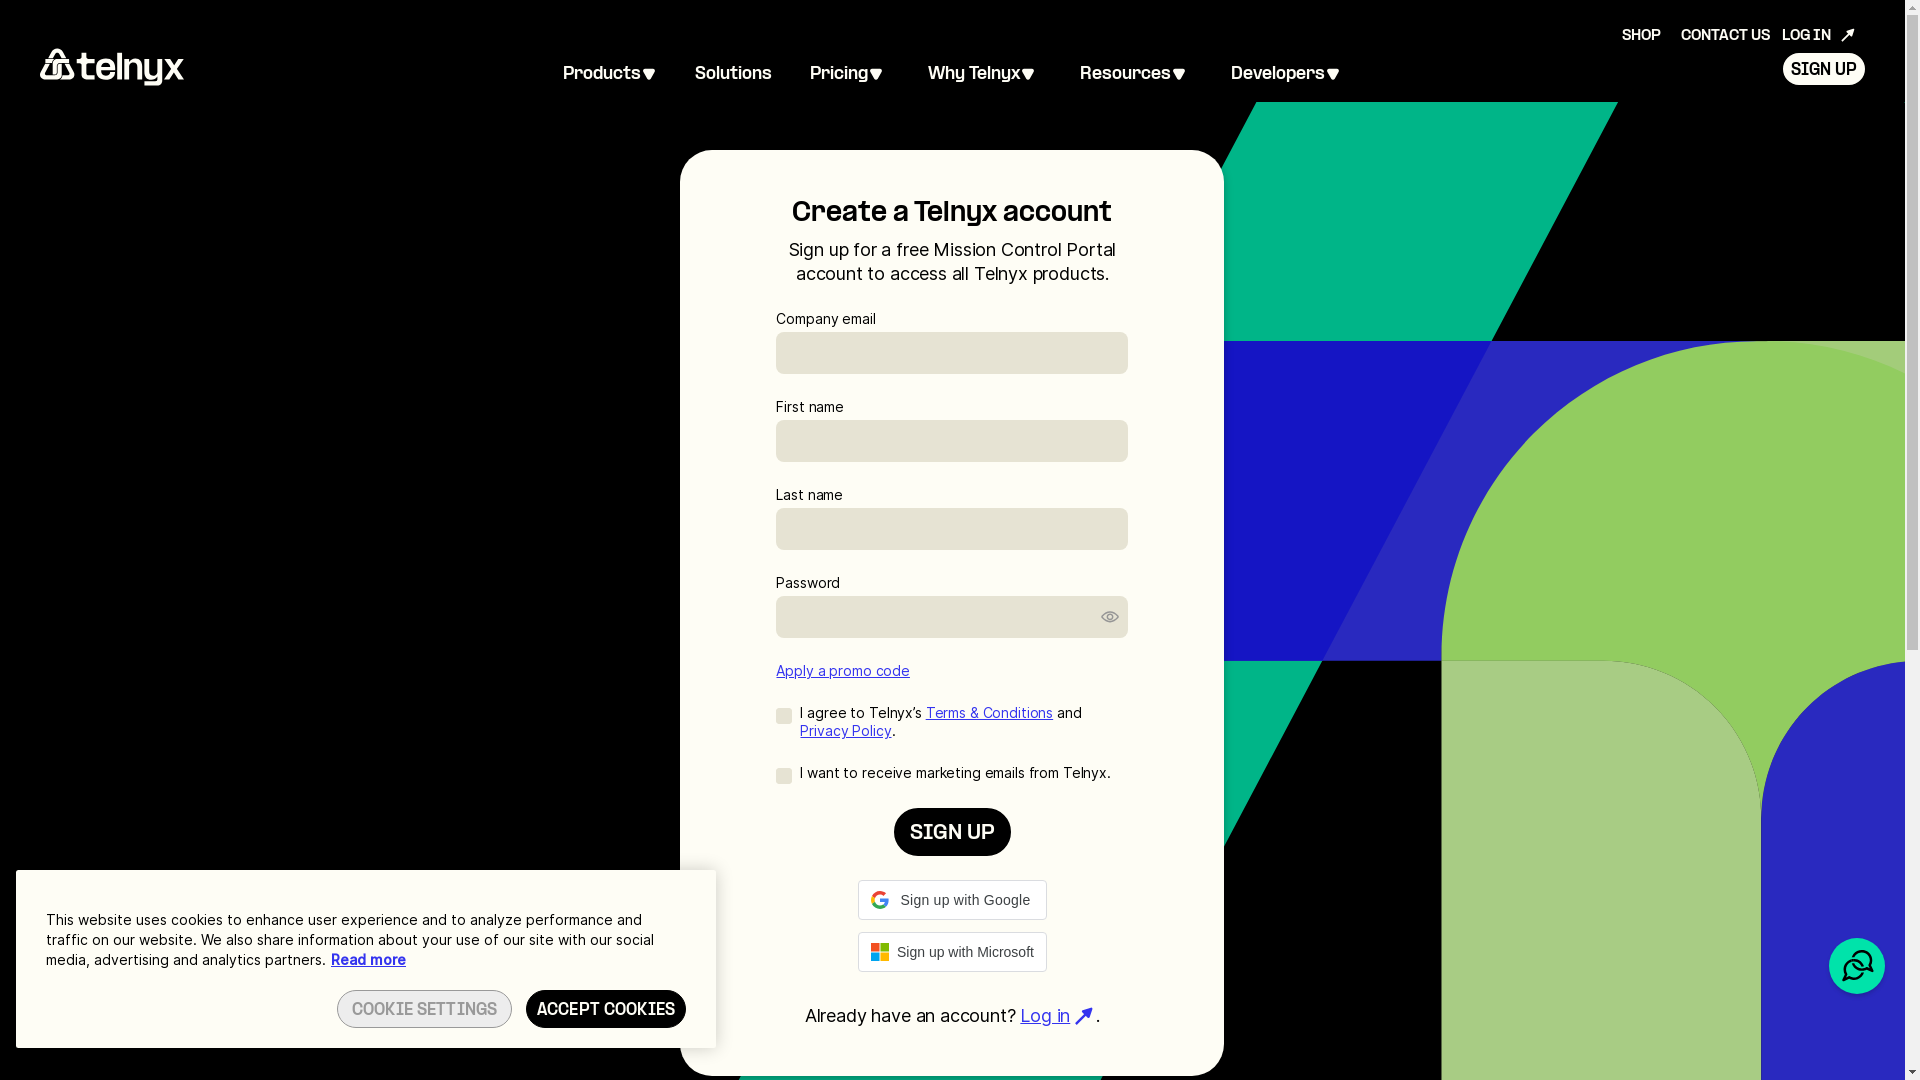 SHOP CONTACT US LOG IN
telnyx Products Solutions Pricing Why Telnyx Resources Developers SIGN UP
Create a Telnyx account
Sign up for a free Mission Control Portal
account to access all Telnyx products.
Company email
First name
Last name
Password
Apply a promo code
I agree to Telnyx’s Terms & Conditions and
Privacy Policy.
I want to receive marketing emails from Telnyx.
SIGN UP
Sign up with Google
Sign up with Microsoft
Already have an account? Log in .
This website uses cookies to enhance user experience and to analyze performance and
traffic on our website. We also share information about your use of our site with our social
media, advertising and analytics partners. Read more
COOKIE SETTINGS ACCEPT COOKIES